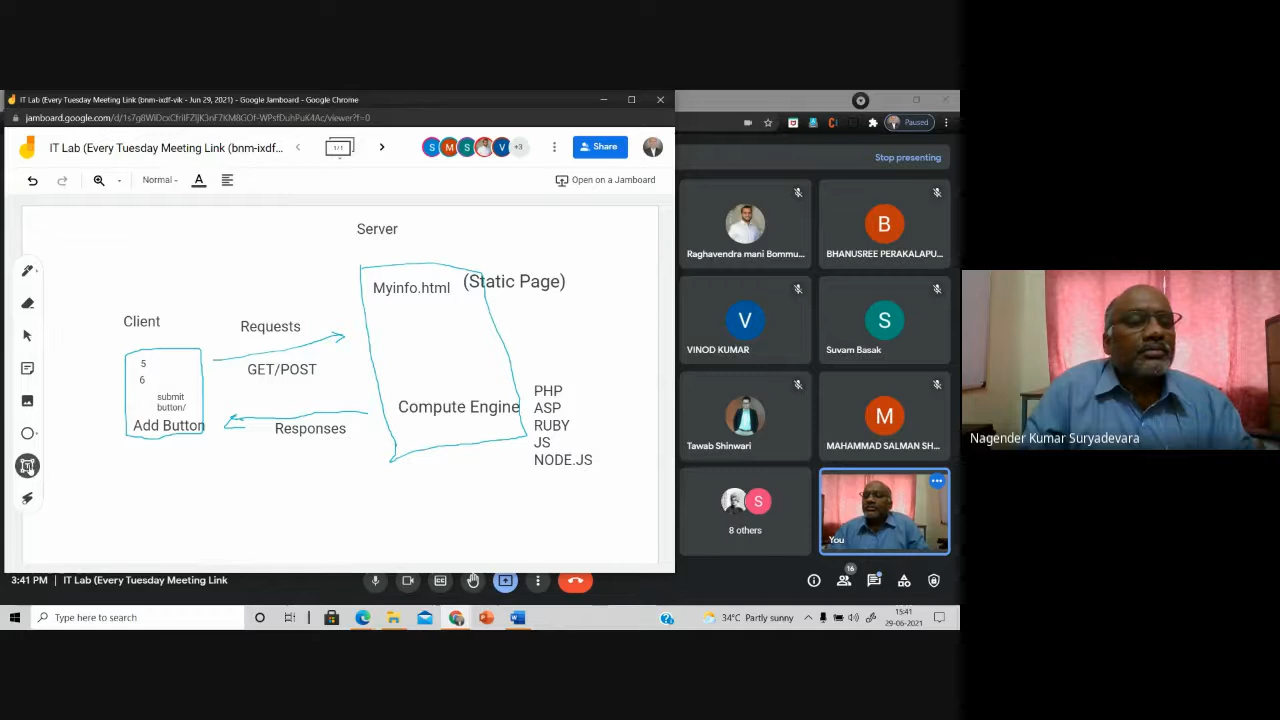 IT Lab (Every Tuesday Meeting Link (bnm-ixdf-vik - Jun 29, 2021) - Google Jamboard - Google Chrome
IT Lab (Every Tuesday Meeting Link (bnm-ixdf...
1/1
S
M
S
V
+3
Share
Normal
A
Open on a Jamboard
Server
Myinfo.html
(Static Page)
Client
Requests
GET/POST
5
6
submit
button/
Add Button
Responses
Compute Engine
PHP
ASP
RUBY
JS
NODE.JS
Paused
Stop presenting
Raghavendra mani Bommu...
B
BHANUSREE PERAKALAPU...
V
VINOD KUMAR
S
Suvam Basak
Tawab Shinwari
M
MAHAMMAD SALMAN SH...
S
8 others
You
Nagender Kumar Suryadevara
3:41 PM | IT Lab (Every Tuesday Meeting Link
16
Type here to search
34°C Partly sunny
15:41
29-06-2021